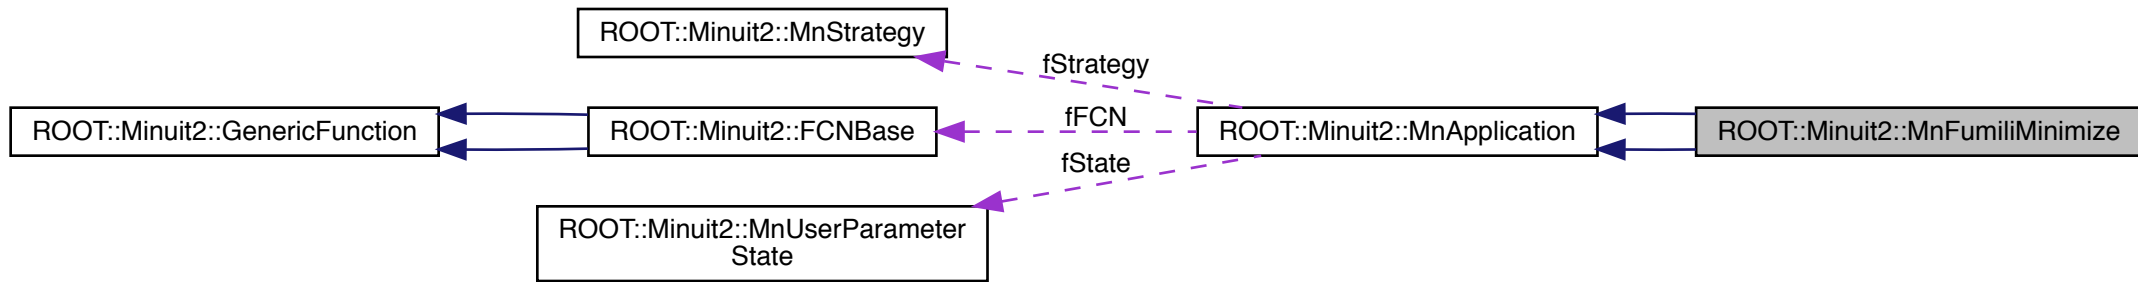 ROOT::Minuit2::MnStrategy
fStrategy
ROOT::Minuit2::GenericFunction
ROOT::Minuit2::FCNBase
fFCN
ROOT::Minuit2::MnApplication
ROOT::Minuit2::MnFumiliMinimize
fState
ROOT::Minuit2::MnUserParameter
State